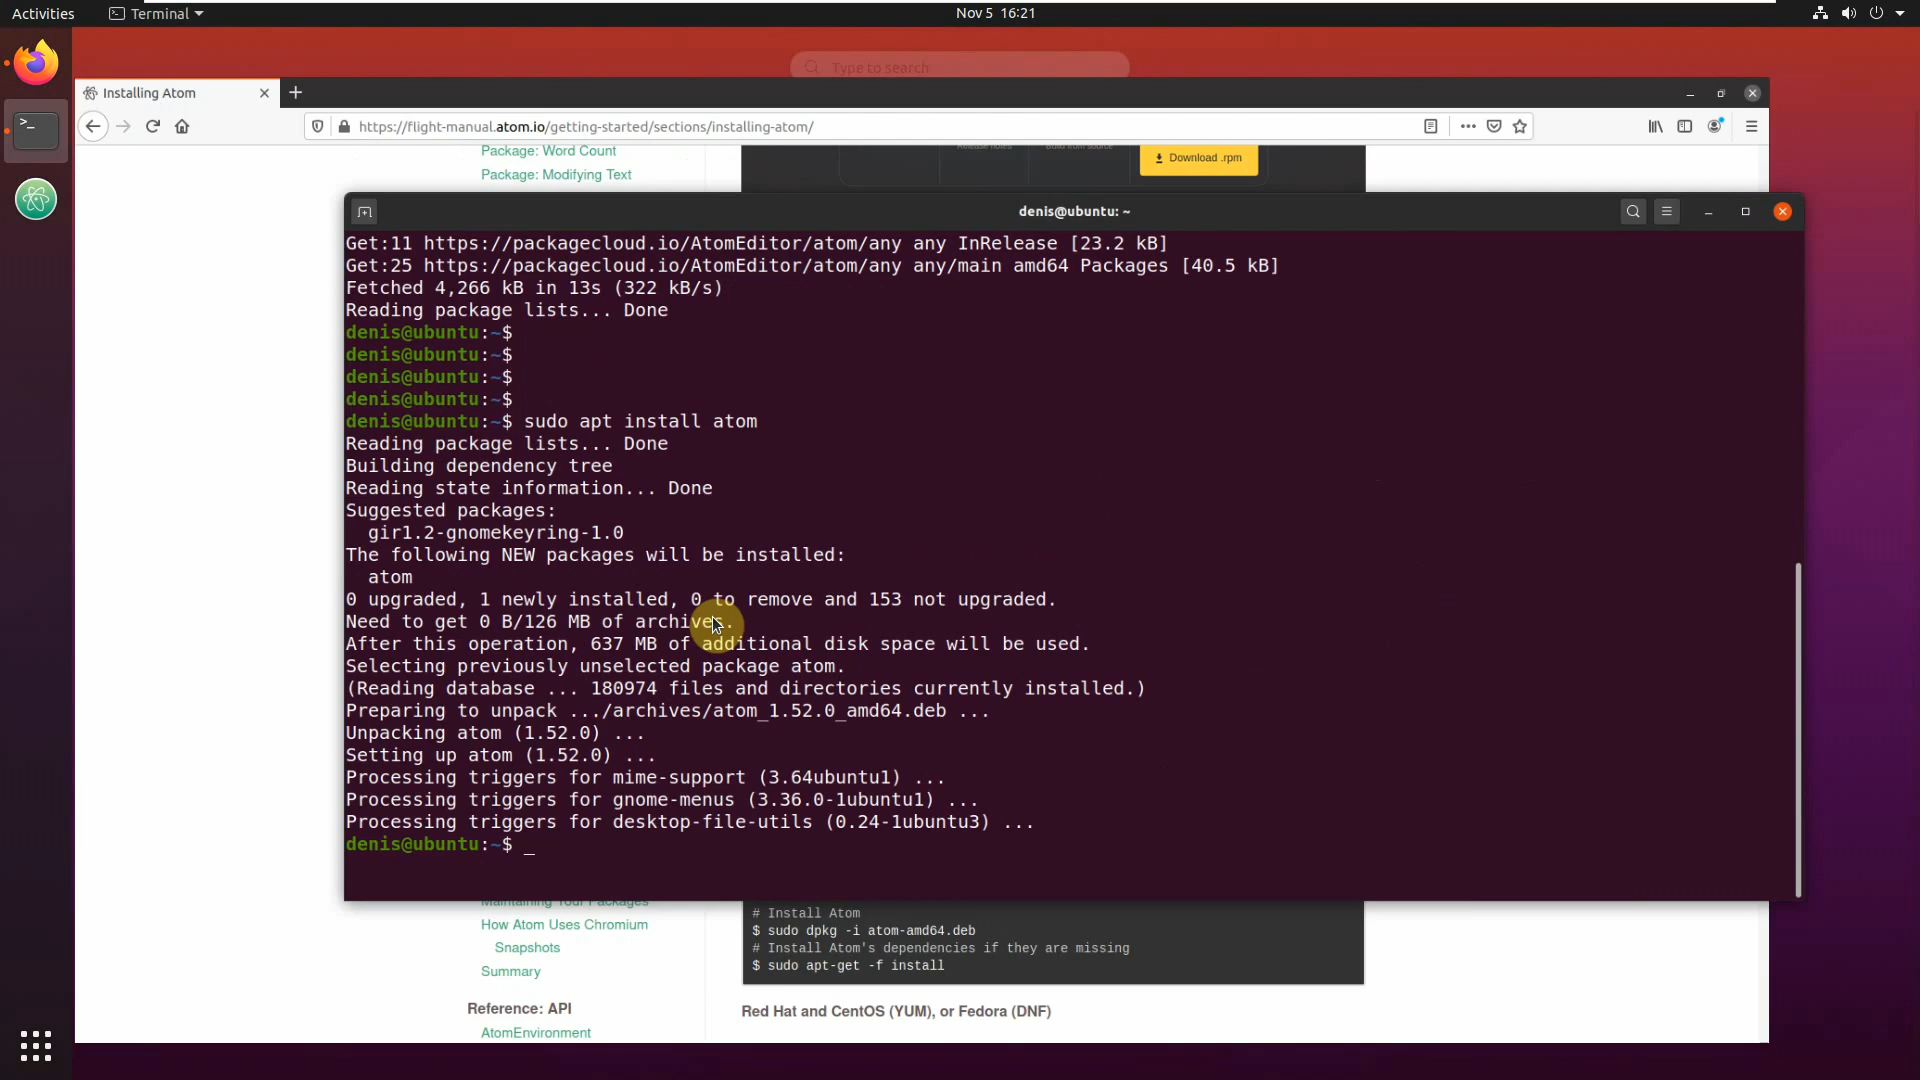 Activities
Terminal
Nov 5 16:21
Type to search
Installing Atom
https://flight-manual.atom.io/getting-started/sections/installing-atom/
Package: Word Count
Package: Modifying Text
Release notes
Build from source
Download .rpm
denis@ubuntu: ~
Get:11 https://packagecloud.io/AtomEditor/atom/any any InRelease [23.2 kB]
Get:25 https://packagecloud.io/AtomEditor/atom/any any/main amd64 Packages [40.5 kB]
Fetched 4,266 kB in 13s (322 kB/s)
Reading package lists... Done
denis@ubuntu:~$
denis@ubuntu:~$
denis@ubuntu:~$
denis@ubuntu:~$
denis@ubuntu:~$ sudo apt install atom
Reading package lists... Done
Building dependency tree
Reading state information... Done
Suggested packages:
gir1.2-gnomekeyring-1.0
The following NEW packages will be installed:
atom
0 upgraded, 1 newly installed, 0 to remove and 153 not upgraded.
Need to get 0 B/126 MB of archives.
After this operation, 637 MB of additional disk space will be used.
Selecting previously unselected package atom.
(Reading database ... 180974 files and directories currently installed.)
Preparing to unpack .../archives/atom_1.52.0_amd64.deb ...
Unpacking atom (1.52.0) ...
Setting up atom (1.52.0) ...
Processing triggers for mime-support (3.64ubuntu1) ...
Processing triggers for gnome-menus (3.36.0-1ubuntu1) ...
Processing triggers for desktop-file-utils (0.24-1ubuntu3) ...
denis@ubuntu:~$ _
Maintaining Your Packages
How Atom Uses Chromium
Snapshots
Summary
Reference: API
AtomEnvironment
# Install Atom
$ sudo dpkg -i atom-amd64.deb
# Install Atom's dependencies if they are missing
$ sudo apt-get -f install
Red Hat and CentOS (YUM), or Fedora (DNF)